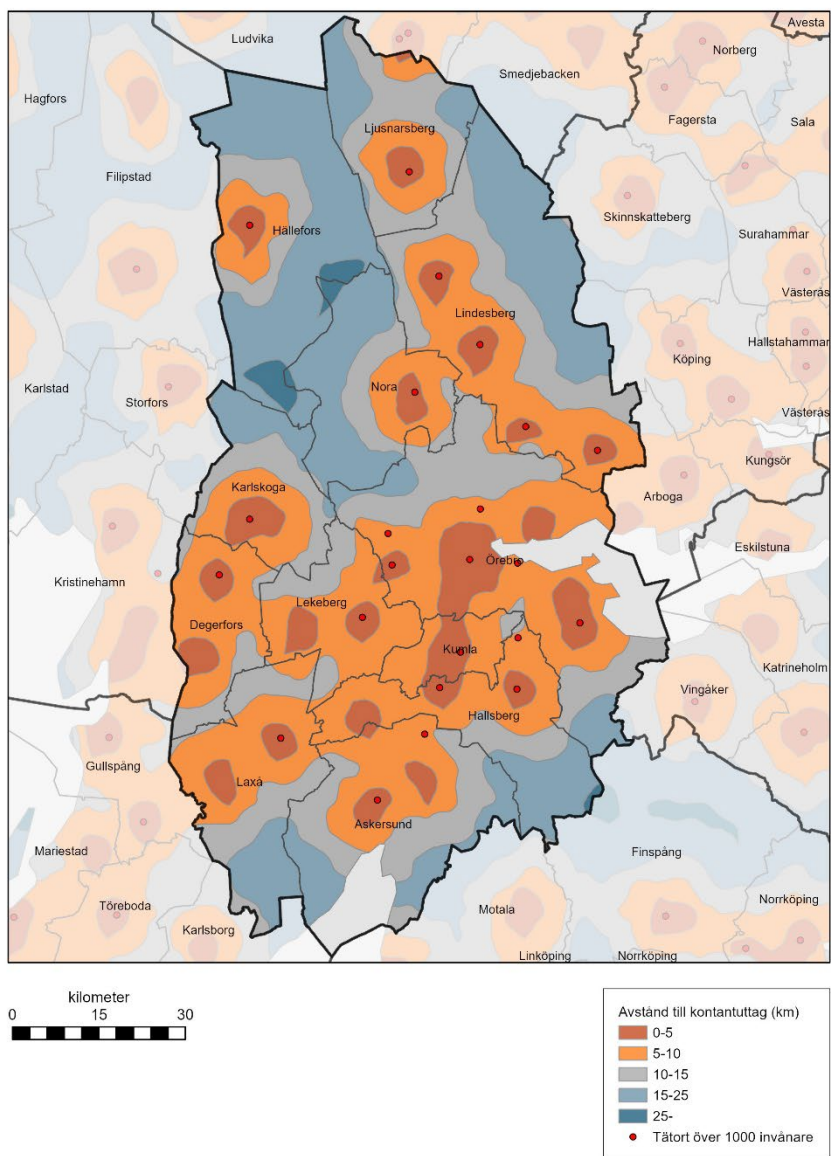 Avesta
Ludvika
Norberg
Smedjebacken
Hagfors
Fagersta
Sala
Ljusnarsberg
Filipstad
Skinnskatteberg
Hällefors
Surahammar
Västerås
Lindesberg
Hallstahammar
Köping
Karlstad
Nora
Storfors
Västerås
Kungsör
Karlskoga
Arboga
Eskilstuna
Örebro
Kristinehamn
Lekeberg
Degerfors
Kumla
Katrineholm
Vingåker
Hallsberg
Gullspång
Laxå
Askersund
Mariestad
Finspång
Töreboda
Motala
Norrköping
Karlsborg
Linköping
Norrköping
kilometer
0 15 30
Avstånd till kontantuttag (km)
0-5
5-10
10-15
15-25
25-
Tätort över 1000 invånare